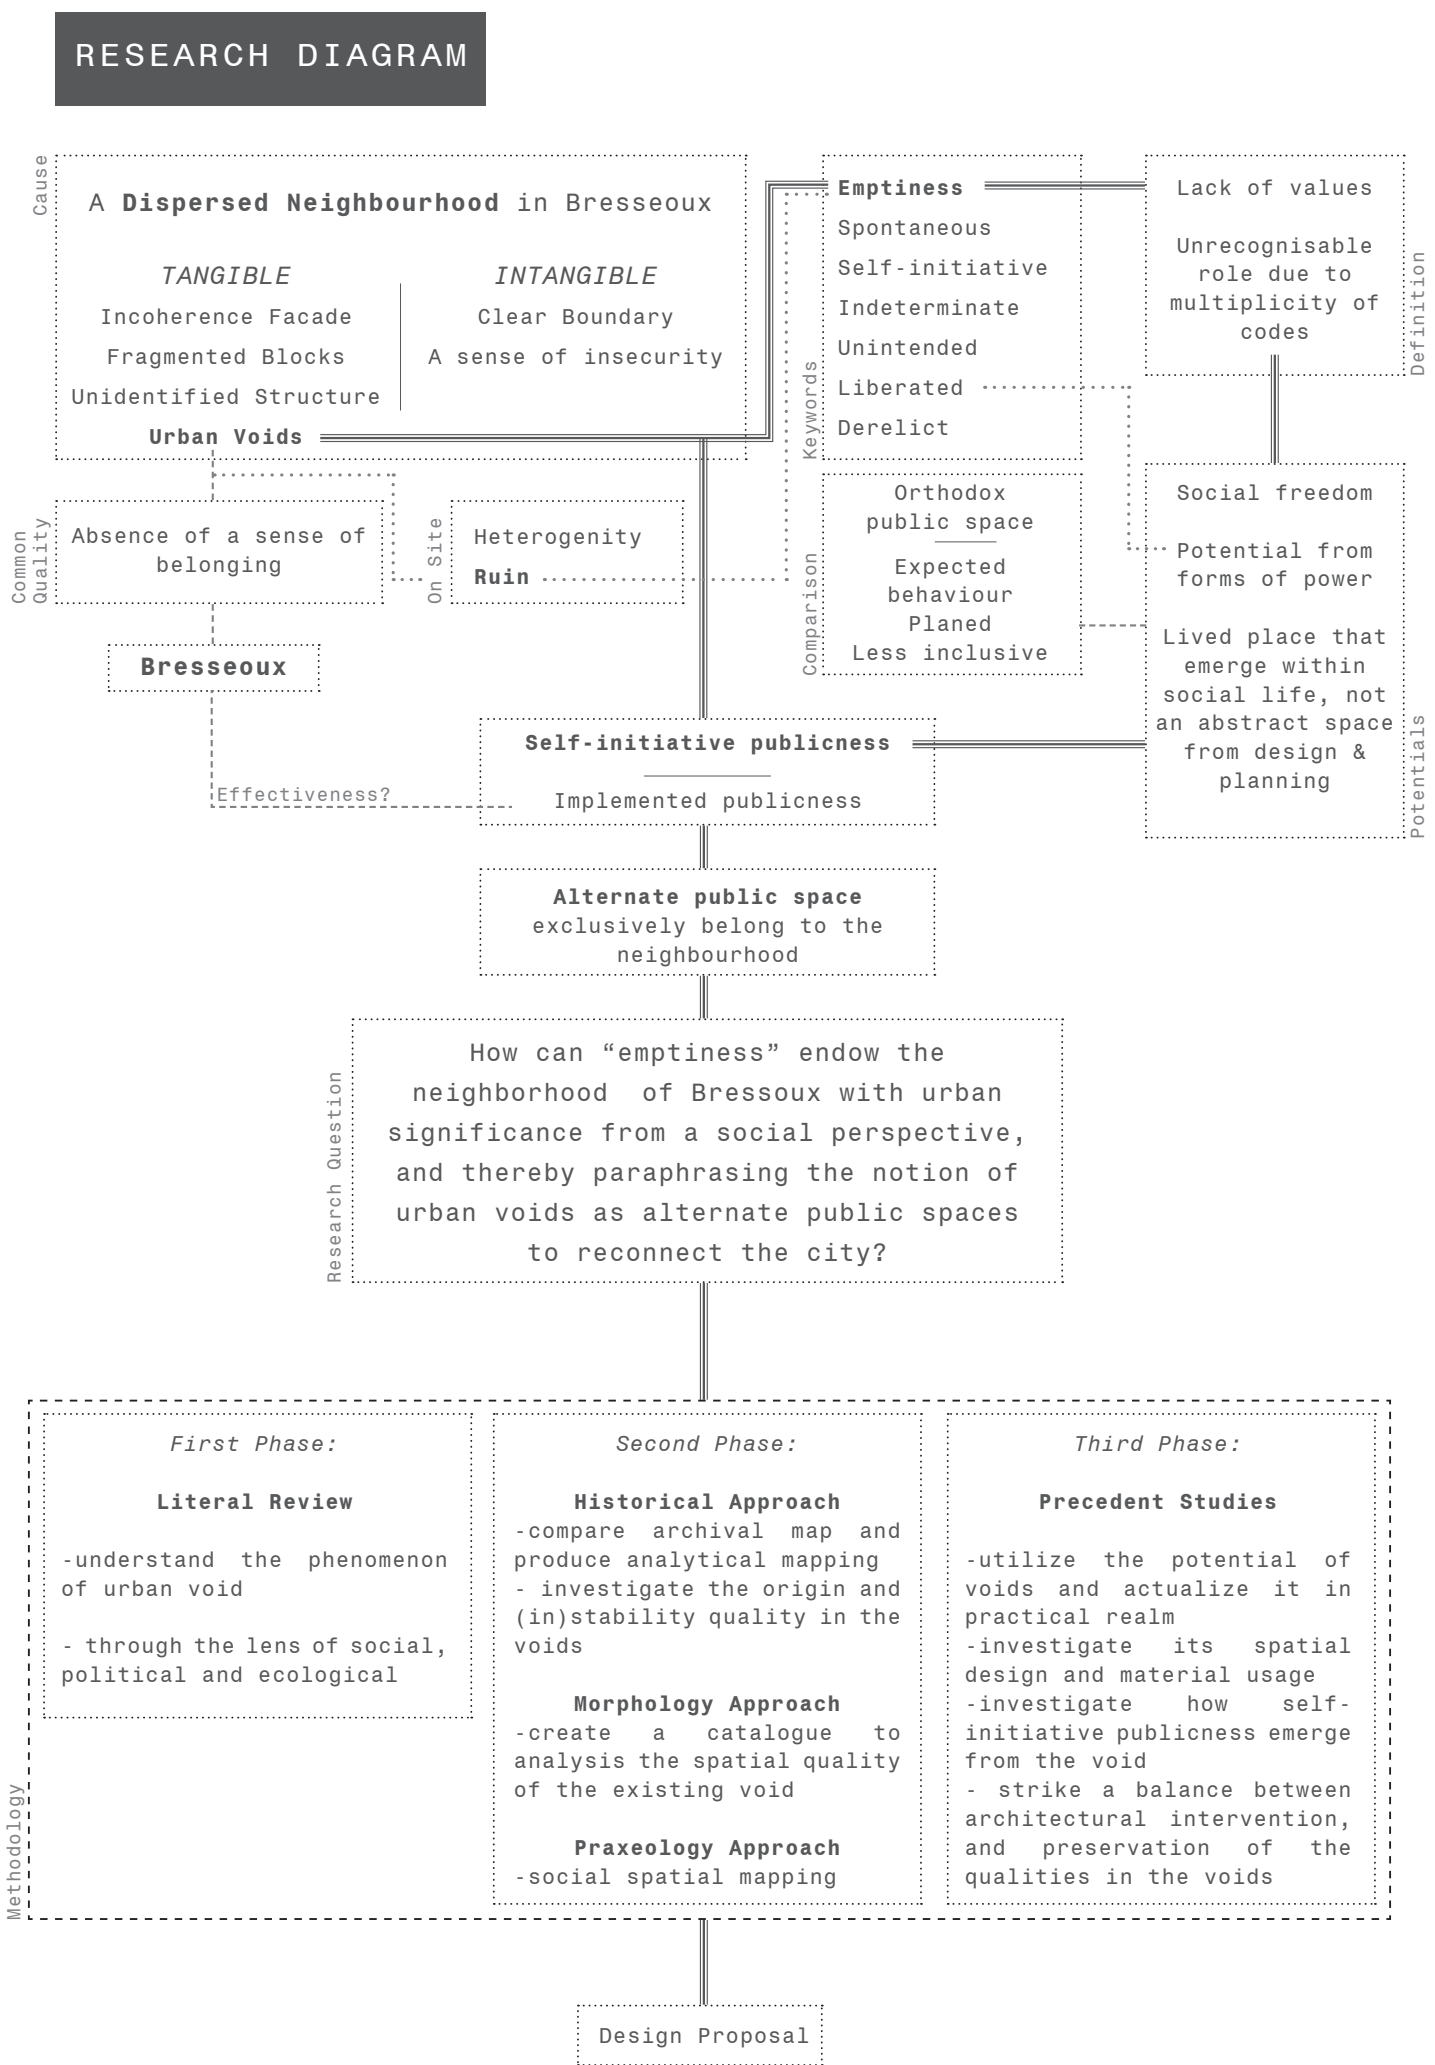 RESEARCH DIAGRAM
Cause
A Dispersed Neighbourhood in Bresseoux
TANGIBLE
Incoherence Facade
Fragmented Blocks
Unidentified Structure
Urban Voids
INTANGIBLE
Clear Boundary
A sense of insecurity
Keywords
Emptiness
Spontaneous
Self-initiative
Indeterminate
Unintended
Liberated
Derelict
Definition
Lack of values
Unrecognisable
role due to
multiplicity of
codes
Common
Quality
Absence of a sense of
belonging
On Site
Heterogenity
Ruin
Comparison
Orthodox
public space
Expected
behaviour
Planed
Less inclusive
Potentials
Social freedom
Potential from
forms of power
Lived place that
emerge within
social life, not
an abstract space
from design &
planning
Bresseoux
Effectiveness?
Self-initiative publicness
Implemented publicness
Alternate public space
exclusively belong to the
neighbourhood
Research Question
How can “emptiness” endow the
neighborhood of Bressoux with urban
significance from a social perspective,
and thereby paraphrasing the notion of
urban voids as alternate public spaces
to reconnect the city?
Methodology
First Phase:
Literal Review
-understand the phenomenon
of urban void
- through the lens of social,
political and ecological
Second Phase:
Historical Approach
-compare archival map and
produce analytical mapping
- investigate the origin and
(in)stability quality in the
voids
Morphology Approach
-create a catalogue to
analysis the spatial quality
of the existing void
Praxeology Approach
-social spatial mapping
Third Phase:
Precedent Studies
-utilize the potential of
voids and actualize it in
practical realm
-investigate its spatial
design and material usage
-investigate how self-
initiative publicness emerge
from the void
- strike a balance between
architectural intervention,
and preservation of the
qualities in the voids
Design Proposal